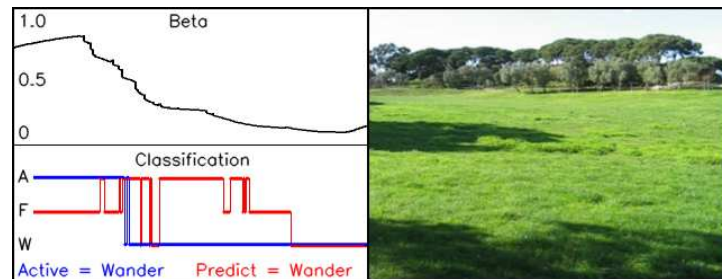 1.0
Beta
0.5
0
Classification
A
F
W
Active = Wander Predict = Wander